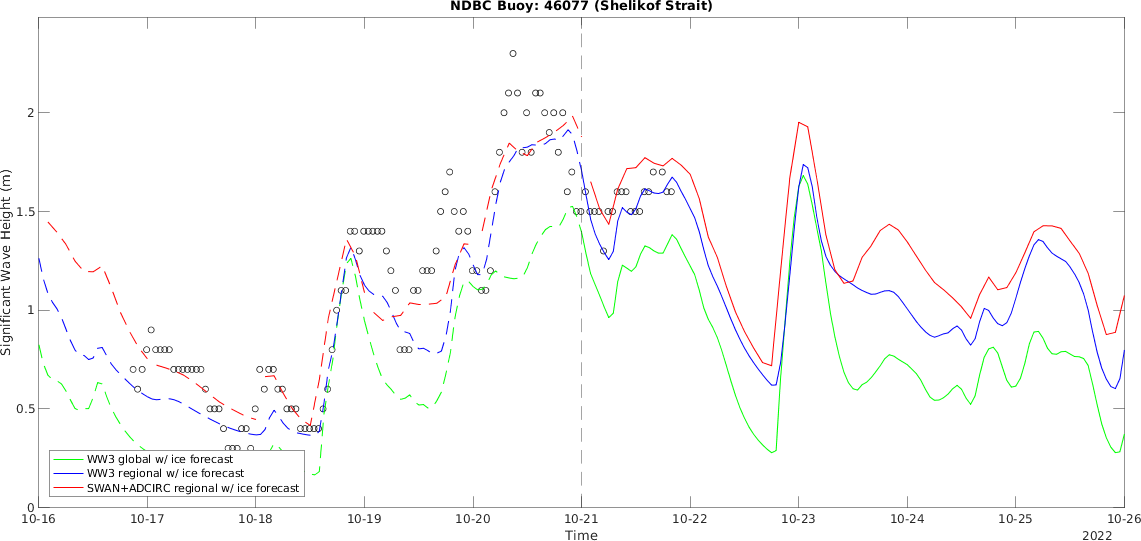 NDBC Buoy: 46077 (Shelikof Strait)
Significant Wave Height (m)
2
1.5
1
0.5
0
WW3 global w/ ice forecast
WW3 regional w/ ice forecast
SWAN+ADCIRC regional w/ ice forecast
10-16 10-17 10-18 10-19 10-20 10-21 10-22 10-23 10-24 10-25 10-26
Time
2022